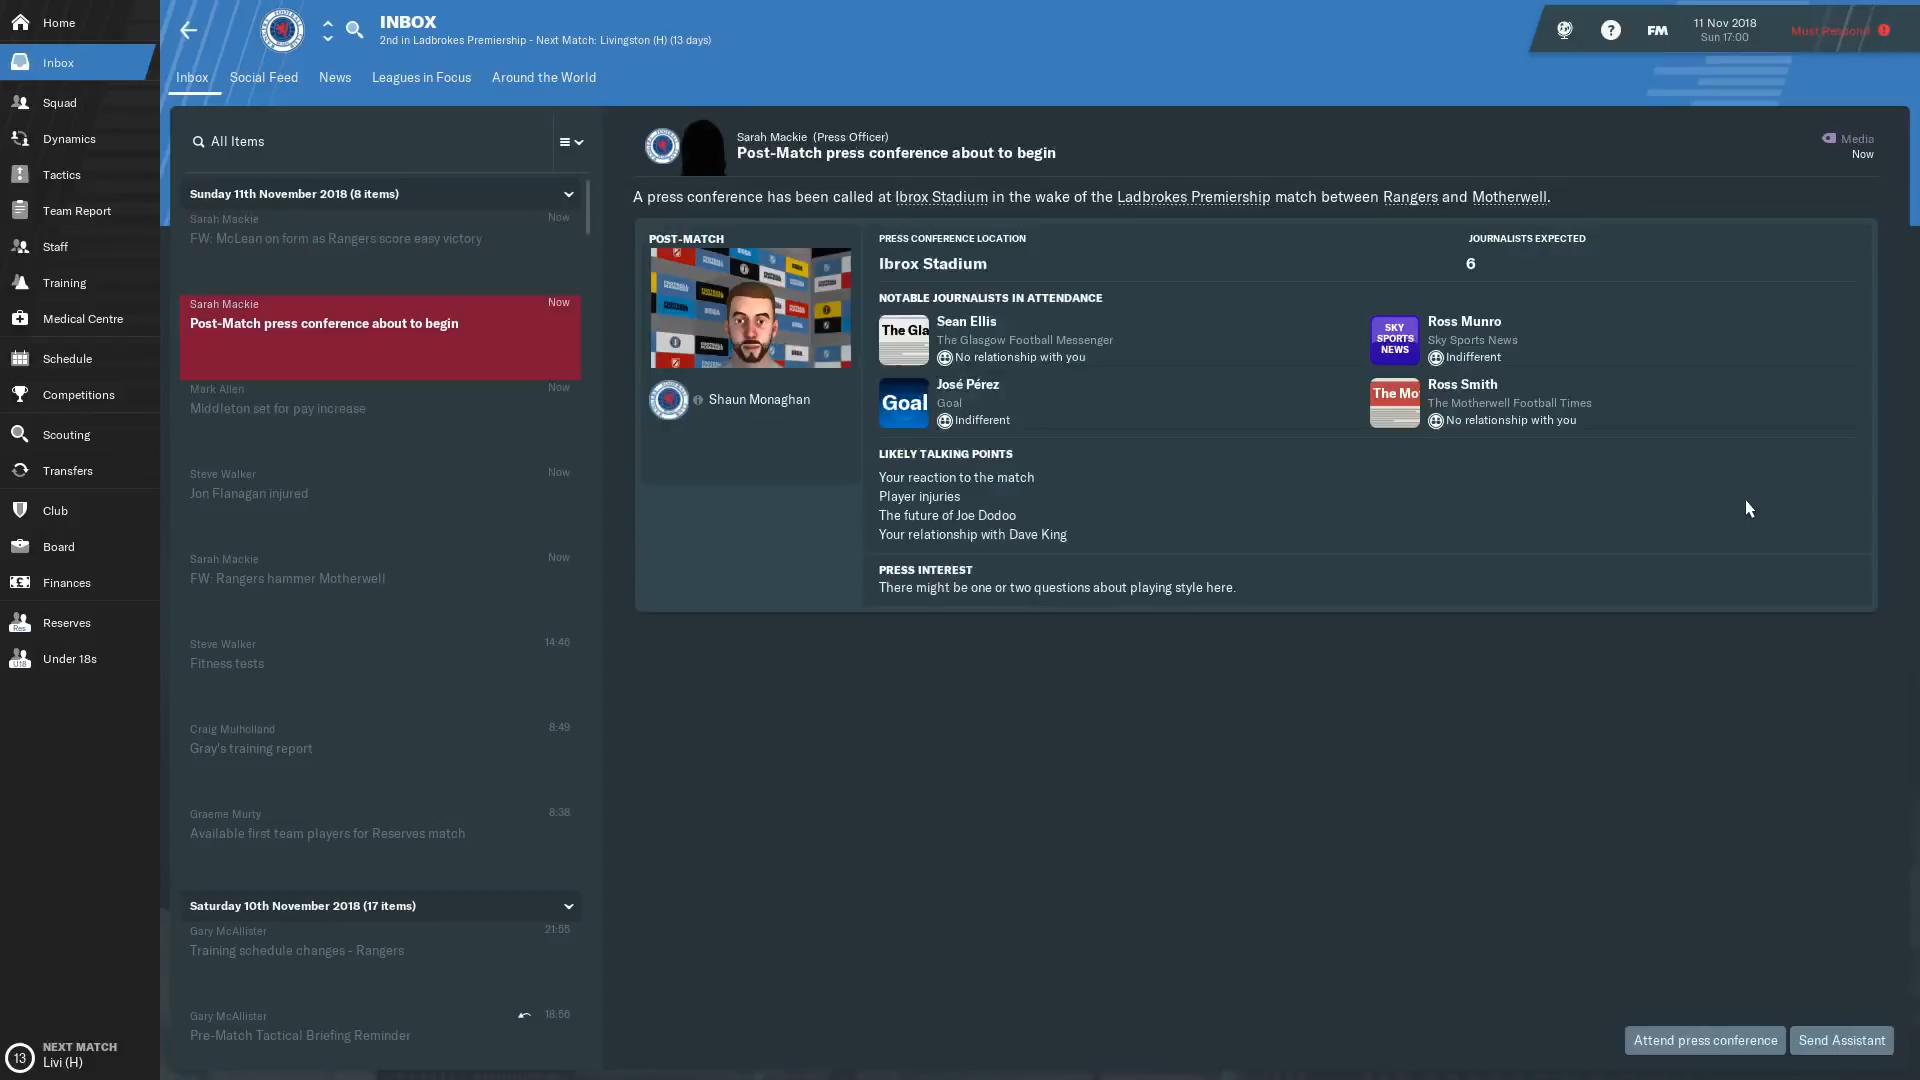 Home
Inbox
Squad
Dynamics
Tactics
Team Report
Staff
Training
Medical Centre
Schedule
Competitions
Scouting
Transfers
Club
Board
Finances
Res
Reserves
U18
Under 18s
13
NEXT MATCH
Livi (H)
INBOX
2nd in Ladbrokes Premiership - Next Match: Livingston (H) (13 days)
FM
11 Nov 2018
Sun 17:00
Must Respond
Inbox
Social Feed
News
Leagues in Focus
Around the World
All Items
Sunday 11th November 2018 (8 items)
Sarah Mackie
Now
FW: McLean on form as Rangers score easy victory
Sarah Mackie
Now
Post-Match press conference about to begin
Mark Allen
Now
Middleton set for pay increase
Steve Walker
Now
Jon Flanagan injured
Sarah Mackie
Now
FW: Rangers hammer Motherwell
Steve Walker
14:46
Fitness tests
Craig Mulholland
8:49
Gray's training report
Graeme Murty
8:38
Available first team players for Reserves match
Saturday 10th November 2018 (17 items)
Gary McAllister
21:55
Training schedule changes - Rangers
Gary McAllister
18:56
Pre-Match Tactical Briefing Reminder
Sarah Mackie (Press Officer)
Post-Match press conference about to begin
Media
Now
A press conference has been called at Ibrox Stadium in the wake of the Ladbrokes Premiership match between Rangers and Motherwell.
POST-MATCH
Shaun Monaghan
PRESS CONFERENCE LOCATION
Ibrox Stadium
JOURNALISTS EXPECTED
6
NOTABLE JOURNALISTS IN ATTENDANCE
The Gla
Sean Ellis
The Glasgow Football Messenger
No relationship with you
SKY SPORTS NEWS
Ross Munro
Sky Sports News
Indifferent
Goal
José Pérez
Goal
Indifferent
The Mo
Ross Smith
The Motherwell Football Times
No relationship with you
LIKELY TALKING POINTS
Your reaction to the match
Player injuries
The future of Joe Dodoo
Your relationship with Dave King
PRESS INTEREST
There might be one or two questions about playing style here.
Attend press conference
Send Assistant